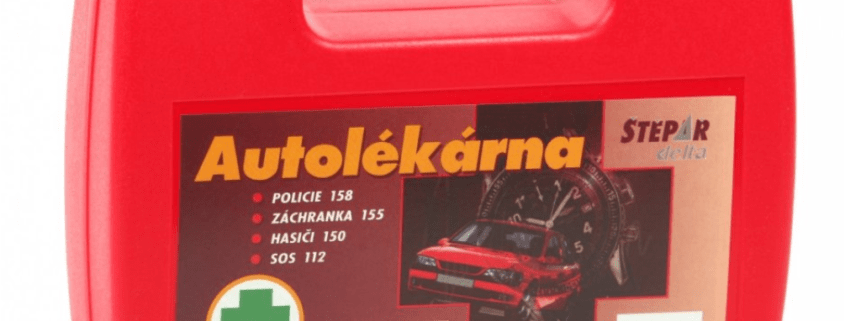 Autolékárna
STEPAR
delta
• POLICIE 158
• ZÁCHRANKA 155
• HASIČI 150
• SOS 112